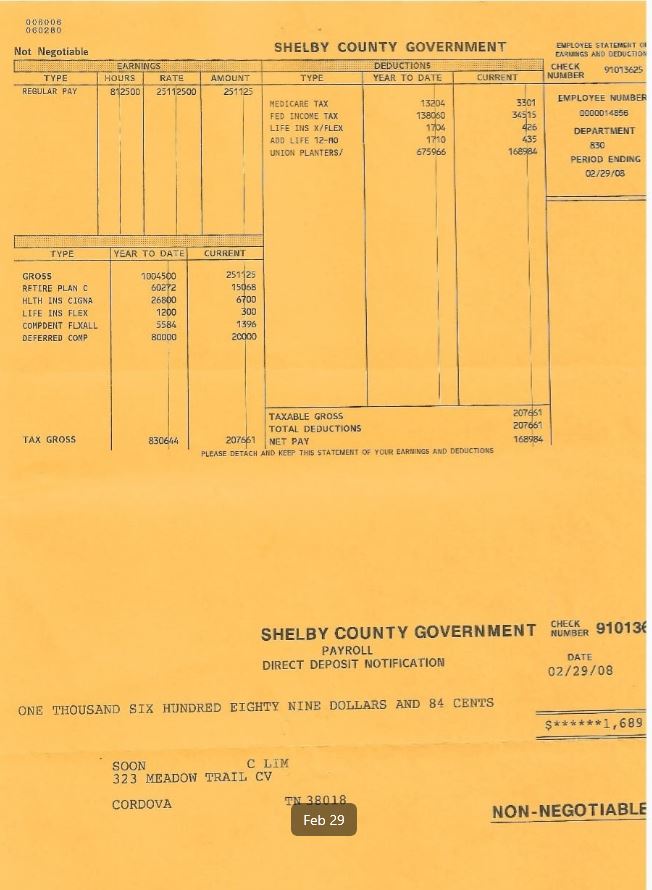 006006
060280
Not Negotiable
SHELBY COUNTY GOVERNMENT
EMPLOYEE STATEMENT
EARNINGS AND DEDUCTION
EARNINGS
TYPE HOURS RATE AMOUNT
REGULAR PAY 812500 25112500 251125
DEDUCTIONS
TYPE YEAR TO DATE CURRENT
MEDICARE TAX 13204 3301
FED INCOME TAX 138060 34515
LIFE INS X/FLEX 1704 426
ADD LIFE 12-MO 1710 435
UNION PLANTERS/ 675966 168984
CHECK
NUMBER 91013625
EMPLOYEE NUMBER
0000014856
DEPARTMENT
830
PERIOD ENDING
02/29/08
TYPE YEAR TO DATE CURRENT
GROSS 1004500 251125
RETIRE PLAN C 60272 15068
HLTH INS CIGNA 26800 6700
LIFE INS FLEX 1200 300
COMPDENT FLXALL 5584 1396
DEFERRED COMP 80000 20000
TAX GROSS 830644 207661
TAXABLE GROSS 207661
TOTAL DEDUCTIONS 207661
NET PAY 168984
PLEASE DETACH AND KEEP THIS STATEMENT OF YOUR EARNINGS AND DEDUCTIONS
SHELBY COUNTY GOVERNMENT
PAYROLL
DIRECT DEPOSIT NOTIFICATION
CHECK
NUMBER 910136
DATE
02/29/08
ONE THOUSAND SIX HUNDRED EIGHTY NINE DOLLARS AND 84 CENTS
$******1,689
SOON C LIM
323 MEADOW TRAIL CV
CORDOVA TN 38018
Feb 29
NON-NEGOTIABLE